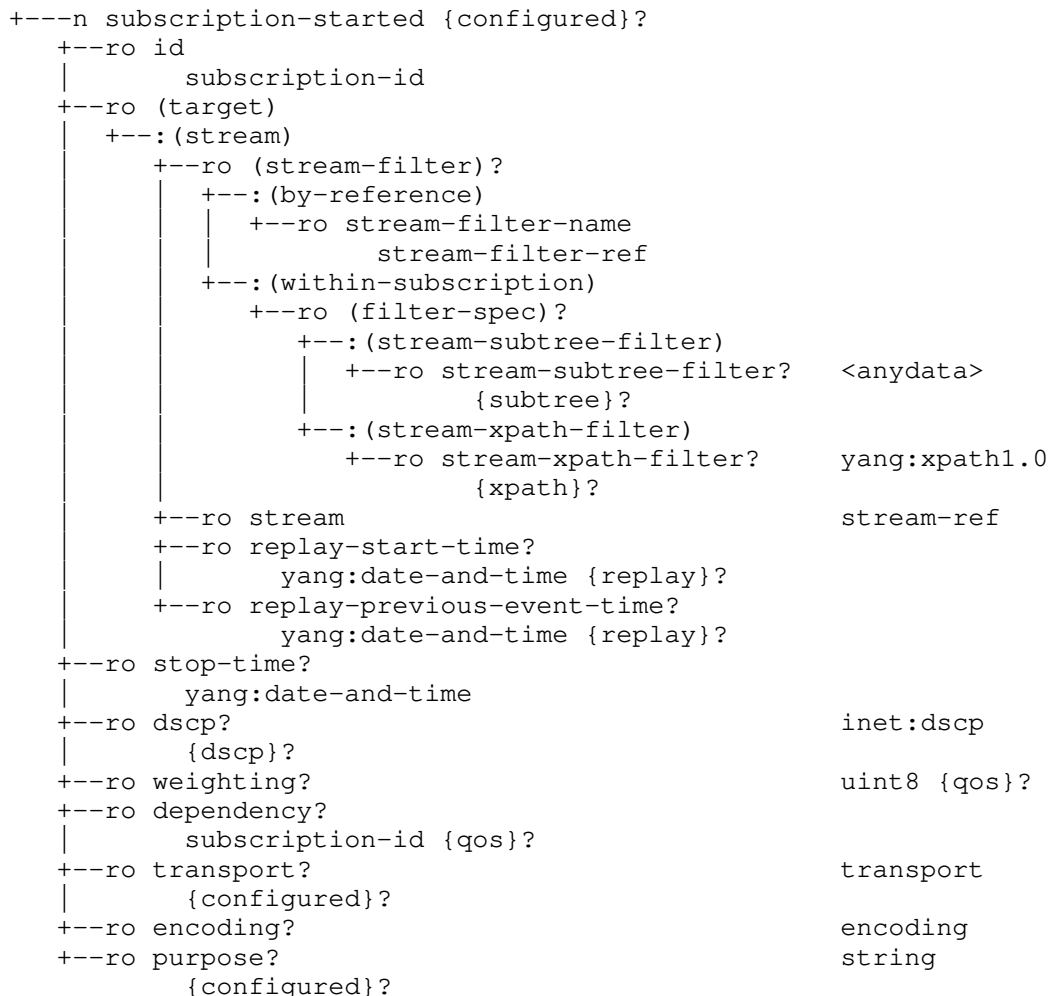 +---n subscription-started {configured}?
   +--ro id
   |       subscription-id
   +--ro (target)
   |  +--:(stream)
   |     +--ro (stream-filter)?
   |     |  +--:(by-reference)
   |     |  |  +--ro stream-filter-name
   |     |  |          stream-filter-ref
   |     |  +--:(within-subscription)
   |     |     +--ro (filter-spec)?
   |     |        +--:(stream-subtree-filter)
   |     |        |  +--ro stream-subtree-filter?   <anydata>
   |     |        |          {subtree}?
   |     |        +--:(stream-xpath-filter)
   |     |           +--ro stream-xpath-filter?     yang:xpath1.0
   |     |                   {xpath}?
   |     +--ro stream                               stream-ref
   |     +--ro replay-start-time?
   |     |       yang:date-and-time {replay}?
   |     +--ro replay-previous-event-time?
   |             yang:date-and-time {replay}?
   +--ro stop-time?
   |       yang:date-and-time
   +--ro dscp?                                      inet:dscp
   |       {dscp}?
   +--ro weighting?                                 uint8 {qos}?
   +--ro dependency?
   |       subscription-id {qos}?
   +--ro transport?                                 transport
   |       {configured}?
   +--ro encoding?                                  encoding
   +--ro purpose?                                   string
           {configured}?